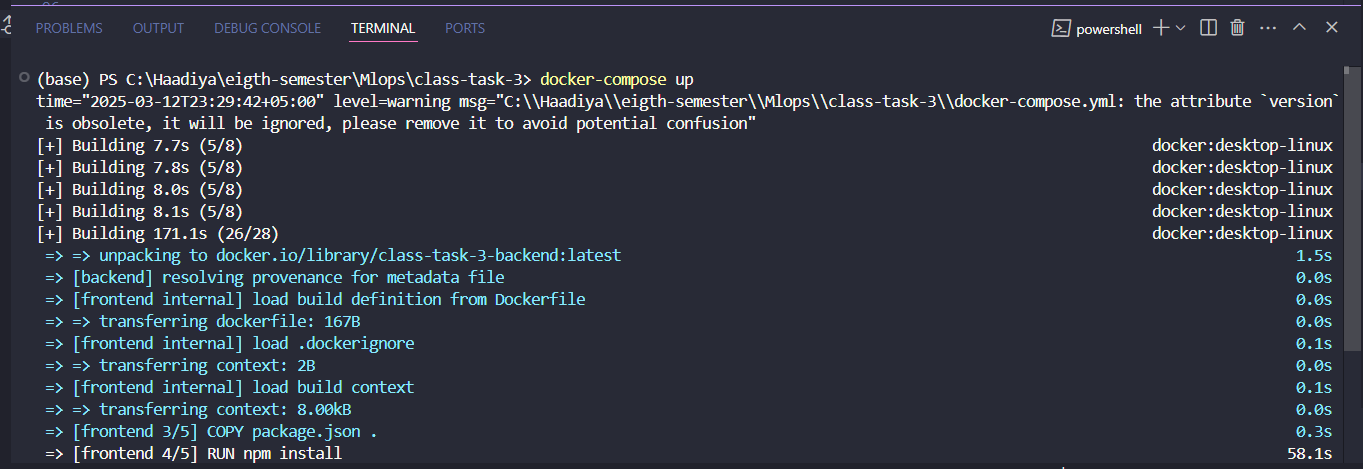 PROBLEMS OUTPUT DEBUG CONSOLE TERMINAL PORTS powershell
(base) PS C:\Haadiya\eigth-semester\Mlops\class-task-3> docker-compose up
time="2025-03-12T23:29:42+05:00" level=warning msg="C:\\Haadiya\\eigth-semester\\Mlops\\class-task-3\\docker-compose.yml: the attribute `version`
is obsolete, it will be ignored, please remove it to avoid potential confusion"
[+] Building 7.7s (5/8) docker:desktop-linux
[+] Building 7.8s (5/8) docker:desktop-linux
[+] Building 8.0s (5/8) docker:desktop-linux
[+] Building 8.1s (5/8) docker:desktop-linux
[+] Building 171.1s (26/28) docker:desktop-linux
=> => unpacking to docker.io/library/class-task-3-backend:latest 1.5s
=> [backend] resolving provenance for metadata file 0.0s
=> [frontend internal] load build definition from Dockerfile 0.0s
=> => transferring dockerfile: 167B 0.0s
=> [frontend internal] load .dockerignore 0.1s
=> => transferring context: 2B 0.0s
=> [frontend internal] load build context 0.1s
=> => transferring context: 8.00kB 0.0s
=> [frontend 3/5] COPY package.json . 0.3s
=> [frontend 4/5] RUN npm install 58.1s